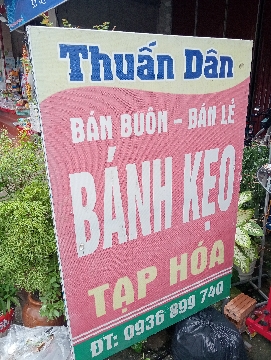 Thuấn Dân
BÁN BUÔN - BÁN LẺ
BÁNH KẸO
TẠP HÓA
ĐT: 0936 899 740